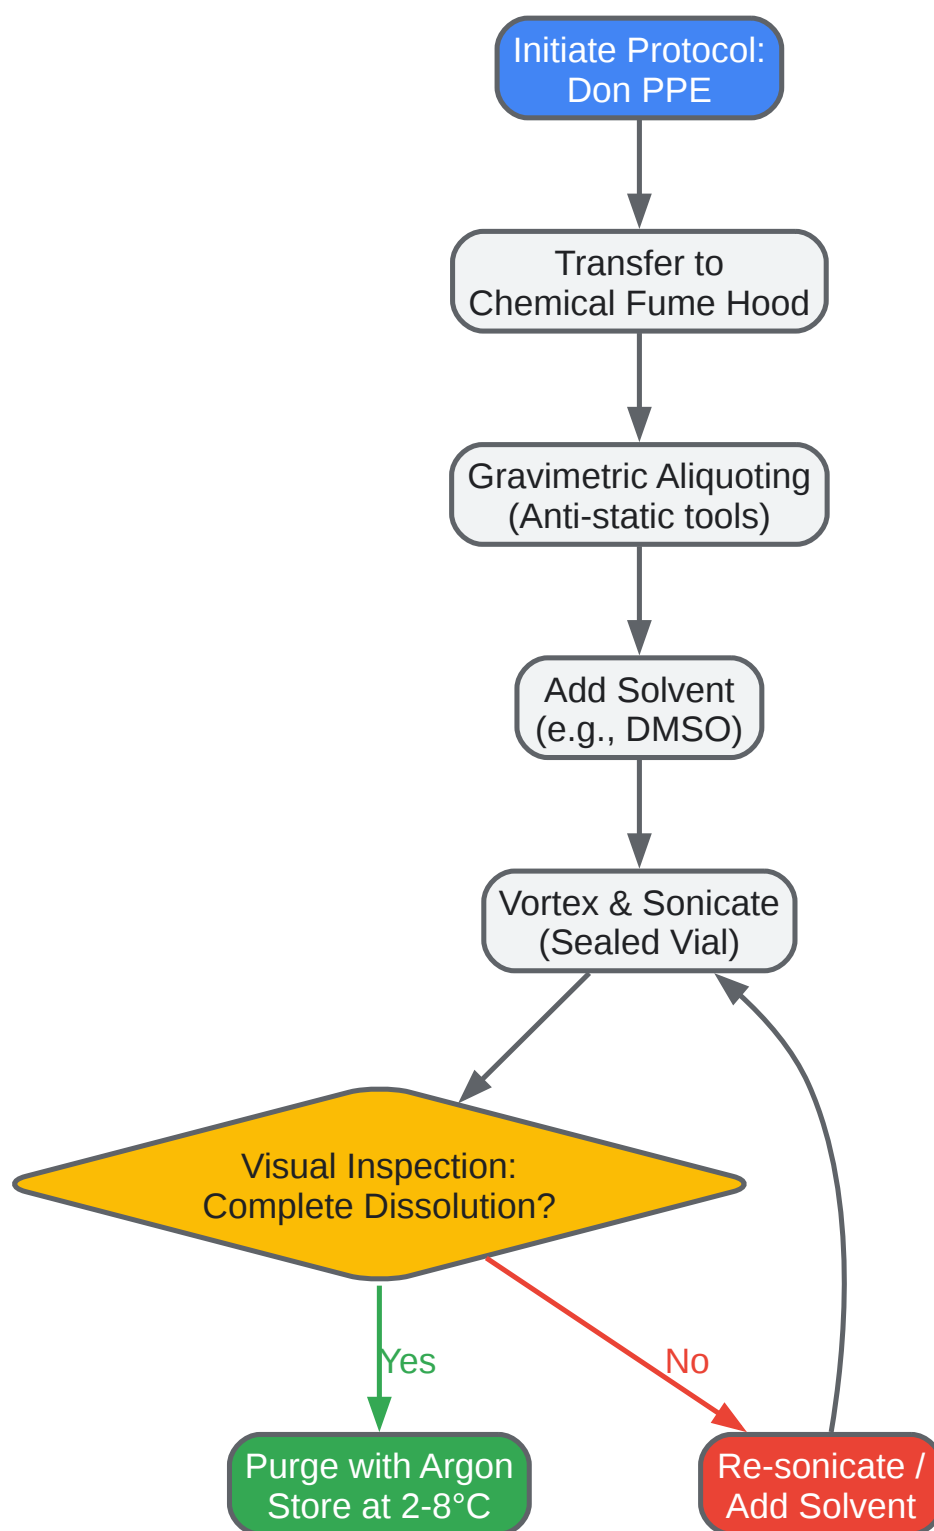 Initiate Protocol:
Don PPE
Transfer to
Chemical Fume Hood
Gravimetric Aliquoting
(Anti-static tools)
Add Solvent
(e.g., DMSO)
Vortex & Sonicate
(Sealed Vial)
Visual Inspection:
Complete Dissolution?
Yes
No
Purge with Argon
Store at 2-8°C
Re-sonicate /
Add Solvent